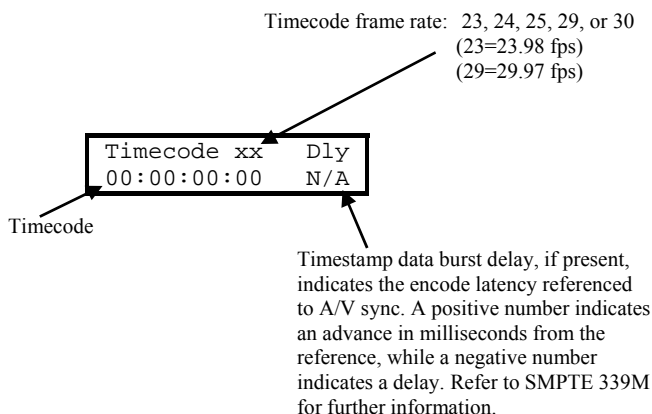 Timecode frame rate: 23, 24, 25, 29, or 30
(23=23.98 fps)
(29=29.97 fps)
Timecode xx Dly
00:00:00:00 N/A
Timecode
Timestamp data burst delay, if present,
indicates the encode latency referenced
to A/V sync. A positive number indicates
an advance in milliseconds from the
reference, while a negative number
indicates a delay. Refer to SMPTE 339M
for further information.